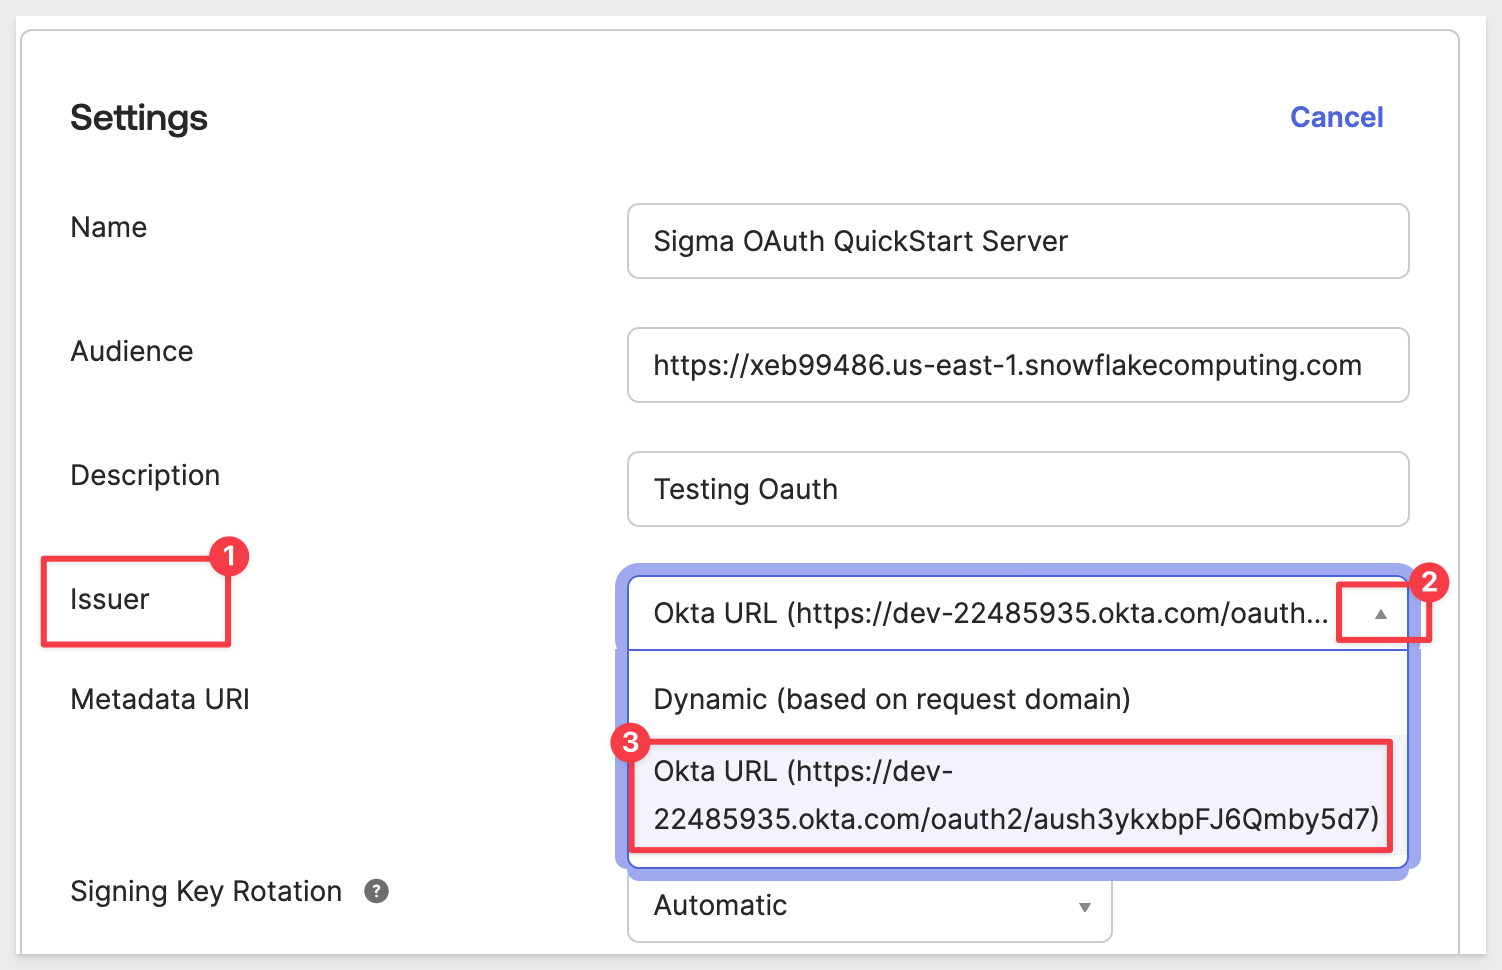 Settings
Cancel
Name
Sigma OAuth QuickStart Server
Audience
https://xeb99486.us-east-1.snowflakecomputing.com
Description
Testing Oauth
1
Issuer
Okta URL (https://dev-22485935.okta.com/oauth...
2
Metadata URI
Dynamic (based on request domain)
3
Okta URL (https://dev-
22485935.okta.com/oauth2/aush3ykxbpFJ6Qmby5d7)
Signing Key Rotation ?
Automatic